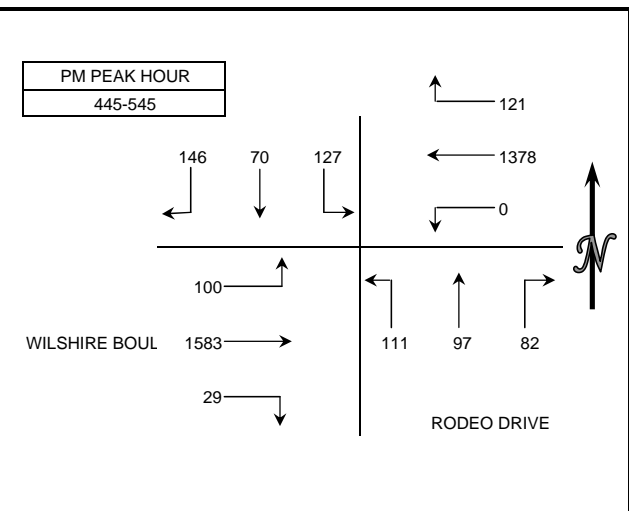 PM PEAK HOUR
445-545
121
146 70 127
1378
0
100
WILSHIRE BOUL 1583
111 97 82
29
RODEO DRIVE
N